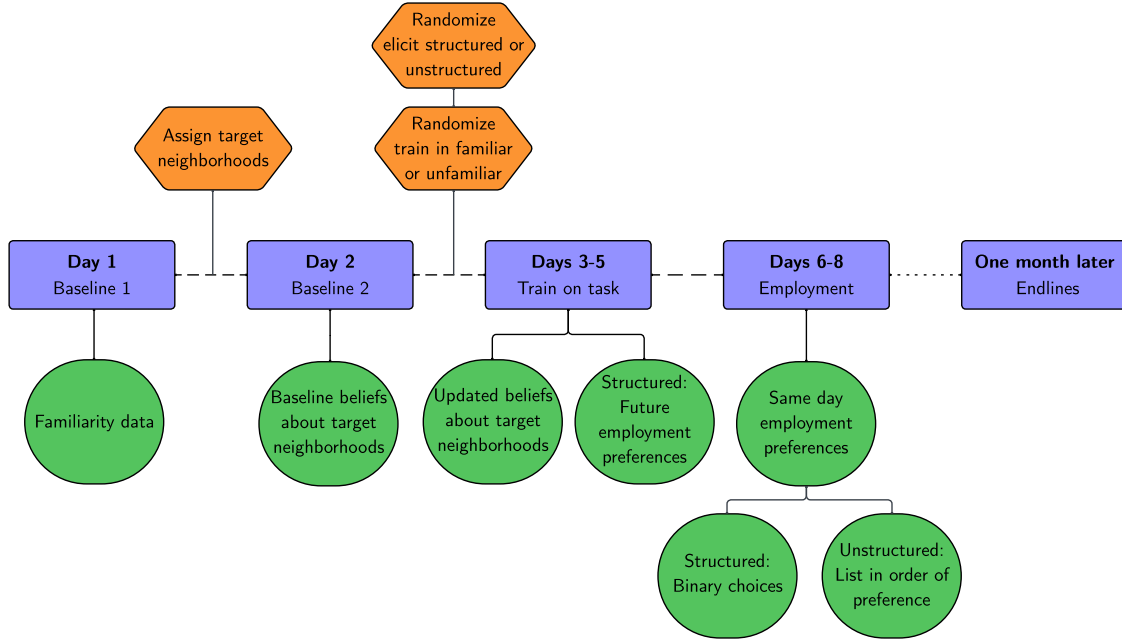 Randomize
elicit structured or
unstructured
Assign target
neighborhoods
Randomize
train in familiar
or unfamiliar
Day 1
Baseline 1
Day 2
Baseline 2
Days 3-5
Train on task
Days 6-8
Employment
One month later
Endlines
Familiarity data
Baseline beliefs
about target
neighborhoods
Updated beliefs
about target
neighborhoods
Structured:
Future
employment
preferences
Same day
employment
preferences
Structured:
Binary choices
Unstructured:
List in order of
preference